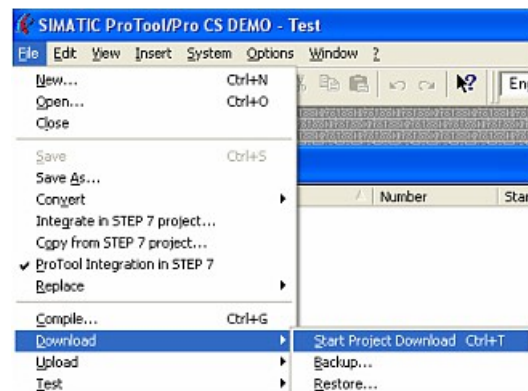 SIMATIC ProTool/Pro CS DEMO - Test
File Edit View Insert System Options Window ?
New... Ctrl+N
Open... Ctrl+O
Close
Save Ctrl+S
Save As...
Convert
Number
Integrate in STEP 7 project...
Copy from STEP 7 project...
ProTool Integration in STEP 7
Replace
Compile... Ctrl+G
Download
Start Project Download Ctrl+T
Upload
Backup...
Test
Restore...